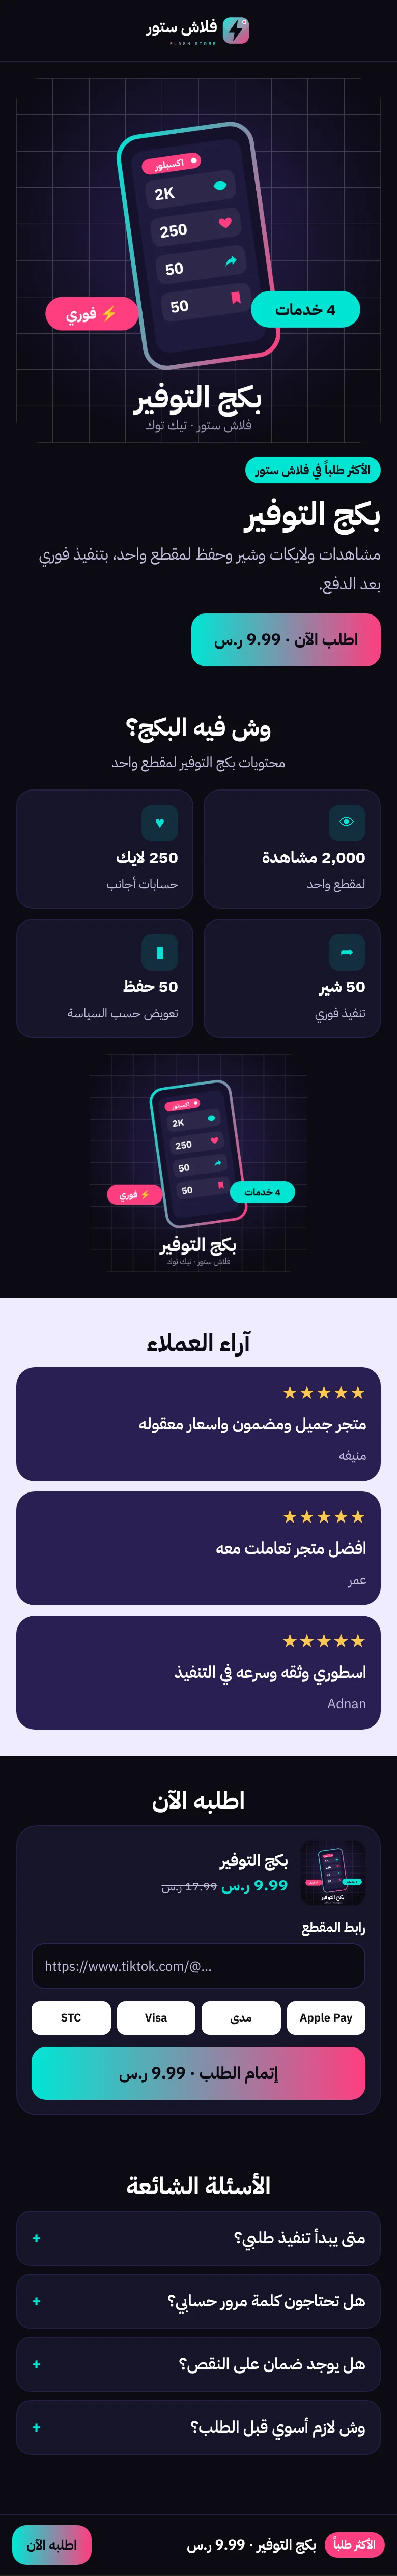 فلاش ستور
FLASH STORE
اكسبلور
2K
250
50
50
⚡ فوري
4 خدمات
بكج التوفير
فلاش ستور · تيك توك
الأكثر طلباً في فلاش ستور
بكج التوفير
مشاهدات ولايكات وشير وحفظ لمقطع واحد، بتنفيذ فوري
بعد الدفع.
اطلب الآن · 9.99 ر.س
وش فيه البكج؟
محتويات بكج التوفير لمقطع واحد
2,000 مشاهدة
لمقطع واحد
250 لايك
حسابات أجانب
50 شير
تنفيذ فوري
50 حفظ
تعويض حسب السياسة
اكسبلور
2K
250
50
50
⚡ فوري
4 خدمات
بكج التوفير
فلاش ستور · تيك توك
آراء العملاء
★★★★★
متجر جميل ومضمون واسعار معقوله
منيفه
★★★★★
افضل متجر تعاملت معه
عمر
★★★★★
اسطوري وثقه وسرعه في التنفيذ
Adnan
اطلبه الآن
بكج التوفير
9.99 ر.س 17.99 ر.س
رابط المقطع
https://www.tiktok.com/@...
Apple Pay
مدى
Visa
STC
إتمام الطلب · 9.99 ر.س
الأسئلة الشائعة
متى يبدأ تنفيذ طلبي؟ +
هل تحتاجون كلمة مرور حسابي؟ +
هل يوجد ضمان على النقص؟ +
وش لازم أسوي قبل الطلب؟ +
الأكثر طلباً
بكج التوفير · 9.99 ر.س
اطلبه الآن